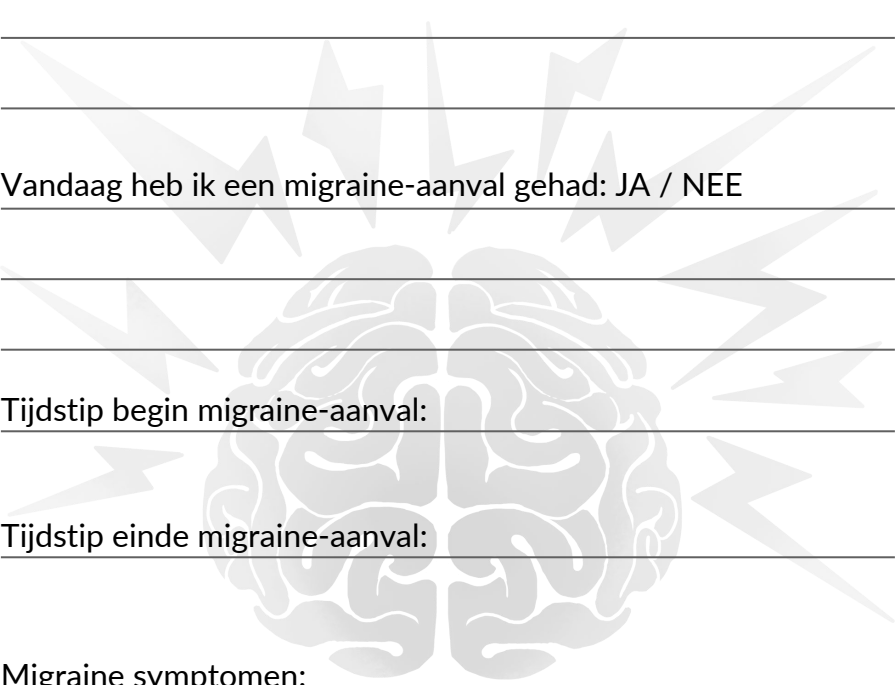 Vandaag heb ik een migraine-aanval gehad: JA / NEE
Tijdstip begin migraine-aanval:
Tijdstip einde migraine-aanval:
Migraine symptomen: